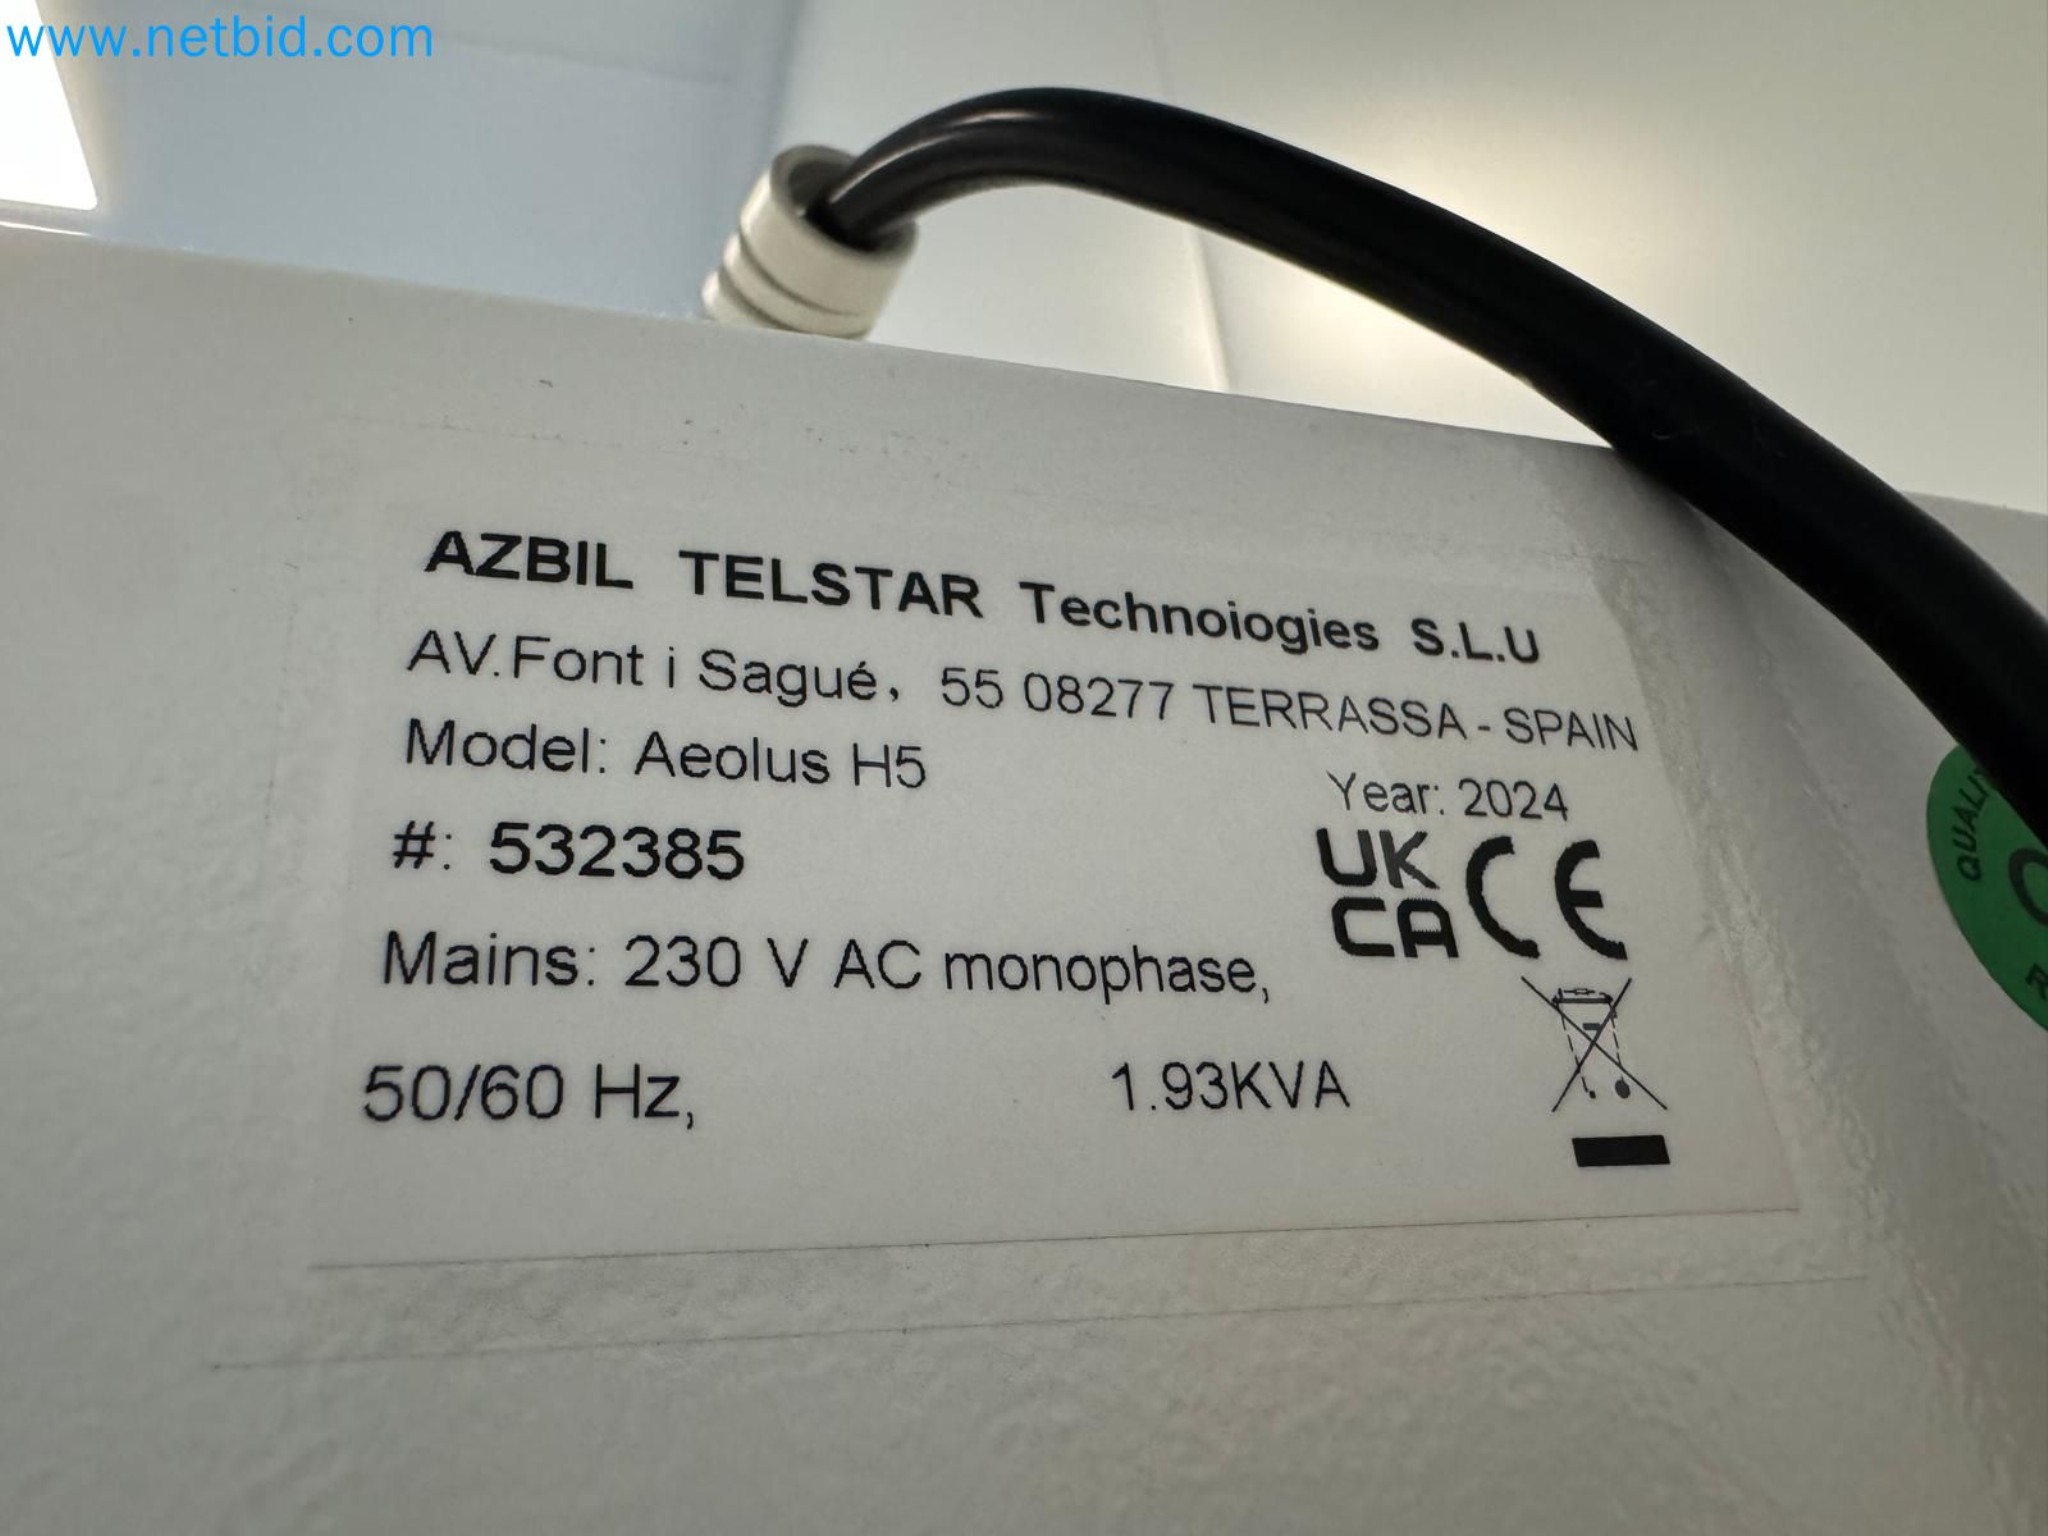 www.netbid.com
AZBIL TELSTAR Technoiogies S.L.U
AV.Font i Sagué, 55 08277 TERRASSA - SPAIN
Model: Aeolus H5
Year: 2024
#: 532385
UK
CA CE
Mains: 230 V AC monophase,
50/60 Hz, 1.93KVA